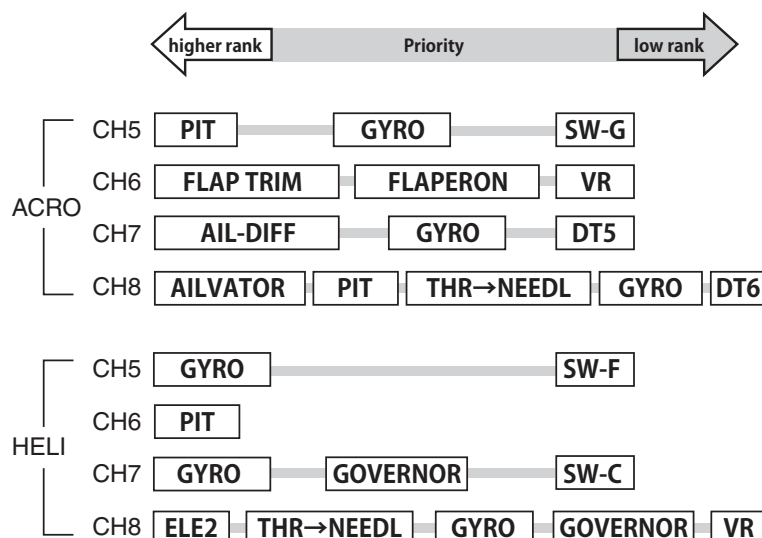 higher rank Priority low rank
CH5 PIT GYRO SW-G
CH6 FLAP TRIM FLAPERON VR
ACRO
CH7 AIL-DIFF GYRO DT5
CH8 AILVATOR PIT THR→NEEDL GYRO DT6
CH5 GYRO SW-F
CH6 PIT
HELI
CH7 GYRO GOVERNOR SW-C
CH8 ELE2 THR→NEEDL GYRO GOVERNOR VR